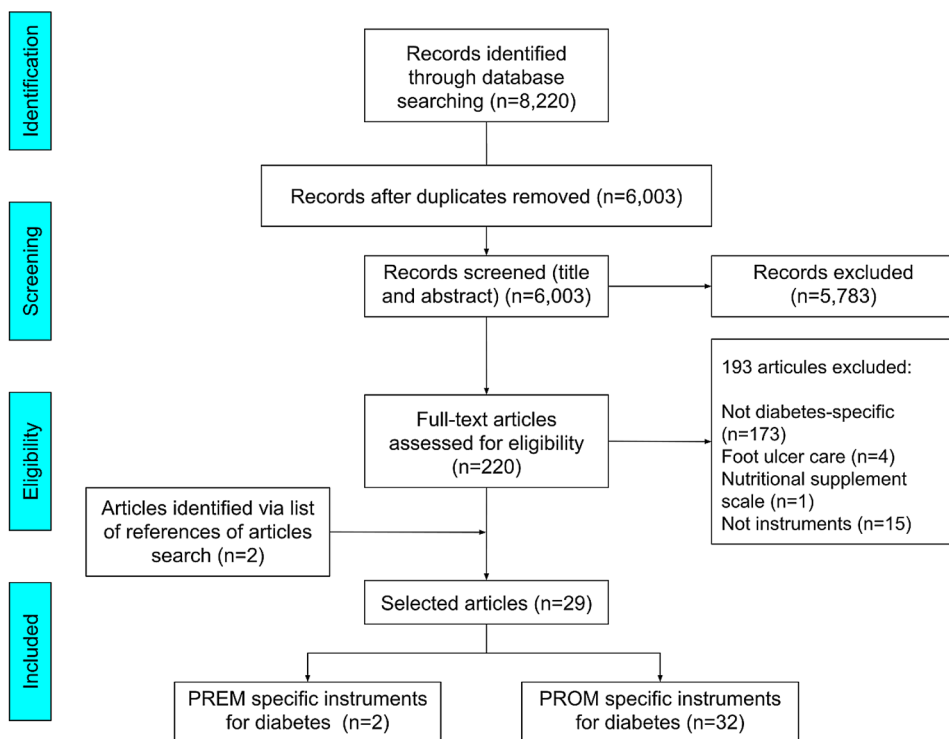 Identification
Records identified
through database
searching (n=8,220)
Records after duplicates removed (n=6,003)
Screening
Records screened (title
and abstract) (n=6,003)
Records excluded
(n=5,783)
Eligibility
Full-text articles
assessed for eligibility
(n=220)
193 articules excluded:
Not diabetes-specific
(n=173)
Foot ulcer care (n=4)
Nutritional supplement
scale (n=1)
Not instruments (n=15)
Articles identified via list
of references of articles
search (n=2)
Included
Selected articles (n=29)
PREM specific instruments
for diabetes (n=2)
PROM specific instruments
for diabetes (n=32)